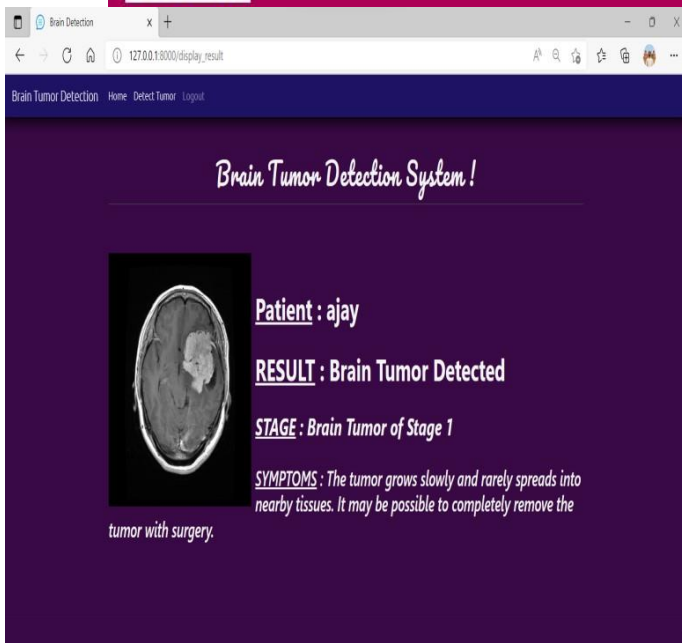 Brain Detection
127.0.0.1:8000/display_result
Brain Tumor Detection Home Detect Tumor Logout
Brain Tumor Detection System !
Patient : ajay
RESULT : Brain Tumor Detected
STAGE : Brain Tumor of Stage 1
SYMPTOMS : The tumor grows slowly and rarely spreads into
nearby tissues. It may be possible to completely remove the
tumor with surgery.